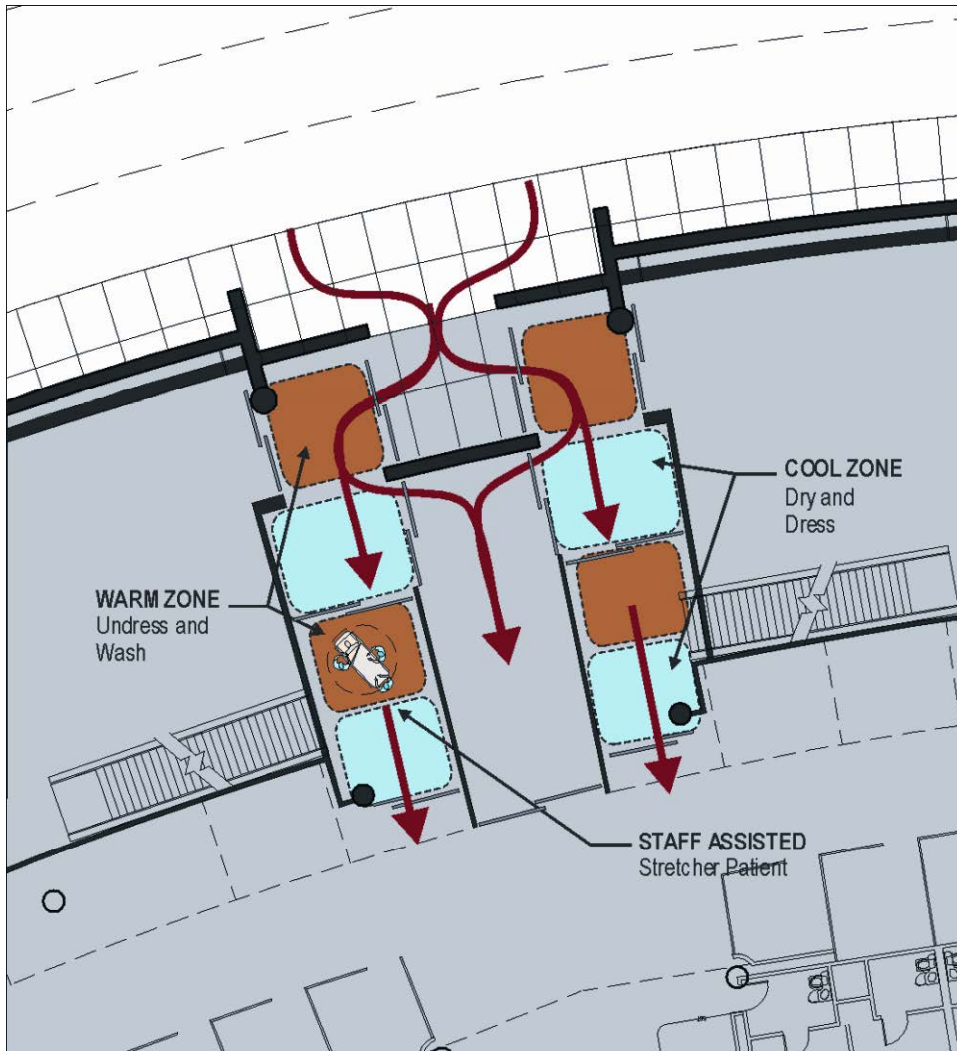 COOL ZONE
Dry and
Dress
WARM ZONE
Undress and
Wash
STAFF ASSISTED
Stretcher Patient